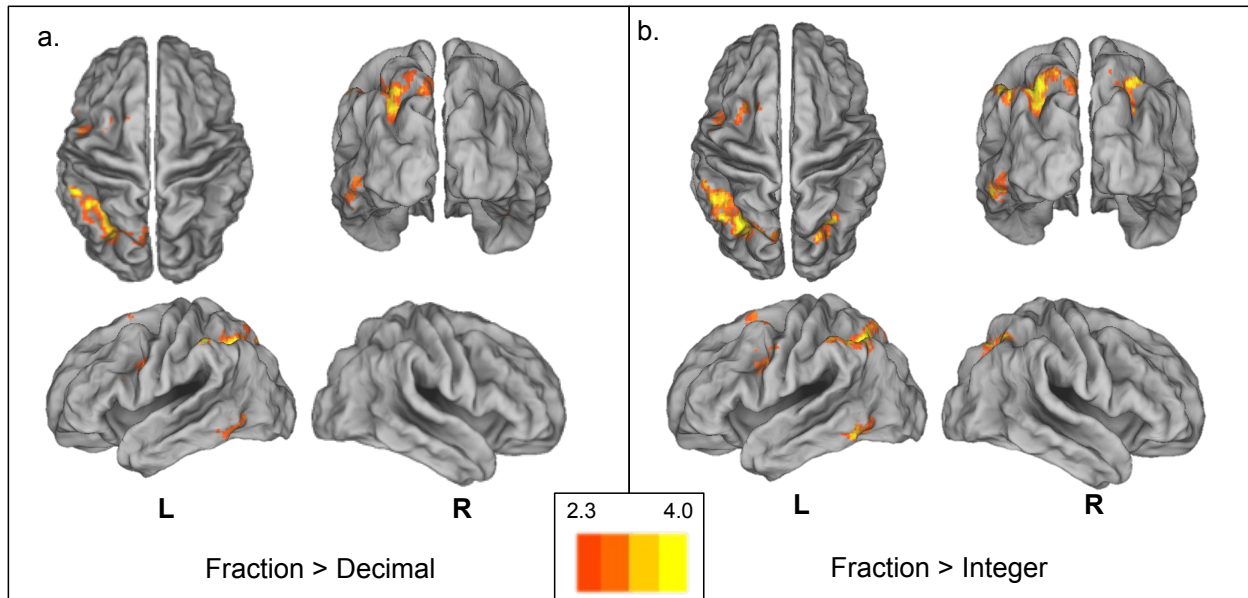 a.
b.
L
R
L
R
2.3 4.0
Fraction > Decimal
Fraction > Integer